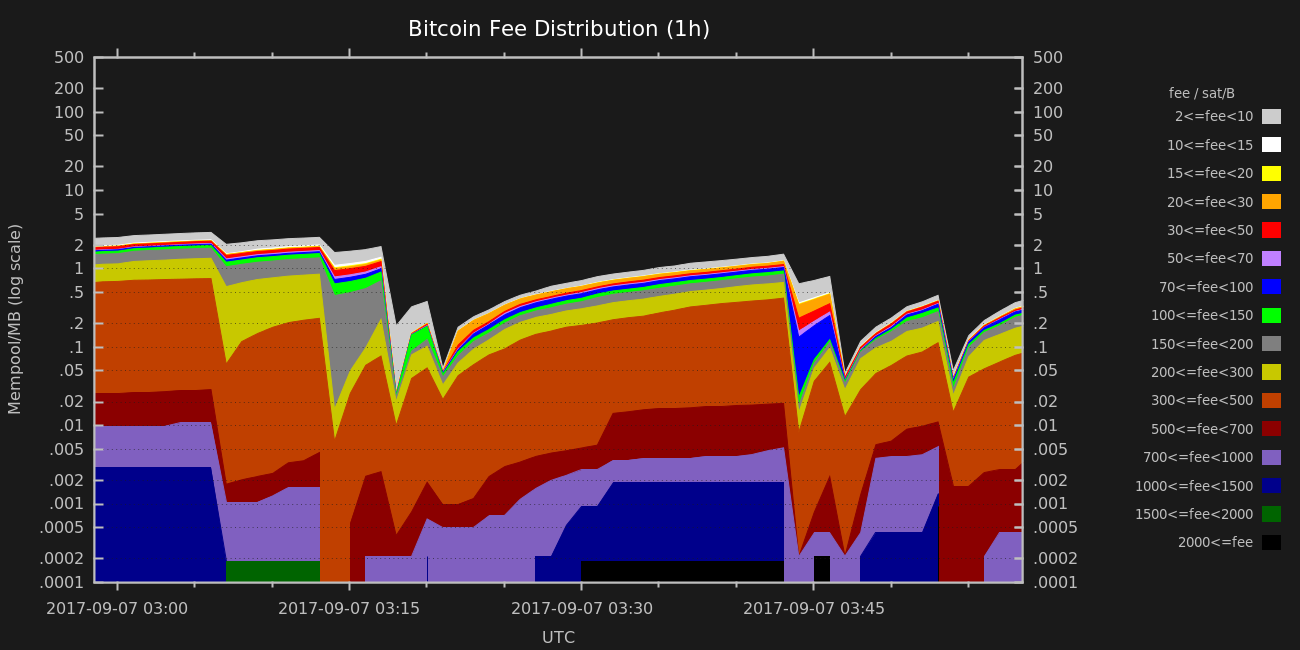 Bitcoin Fee Distribution (1h)
500
200
100
50
20
10
5
2
1
.5
.2
.1
.05
.02
.01
.005
.002
.001
.0005
.0002
.0001
Mempool/MB (log scale)
500
200
100
50
20
10
5
2
1
.5
.2
.1
.05
.02
.01
.005
.002
.001
.0005
.0002
.0001
2017-09-07 03:00
2017-09-07 03:15
2017-09-07 03:30
2017-09-07 03:45
UTC
fee / sat/B
2<=fee<10
10<=fee<15
15<=fee<20
20<=fee<30
30<=fee<50
50<=fee<70
70<=fee<100
100<=fee<150
150<=fee<200
200<=fee<300
300<=fee<500
500<=fee<700
700<=fee<1000
1000<=fee<1500
1500<=fee<2000
2000<=fee